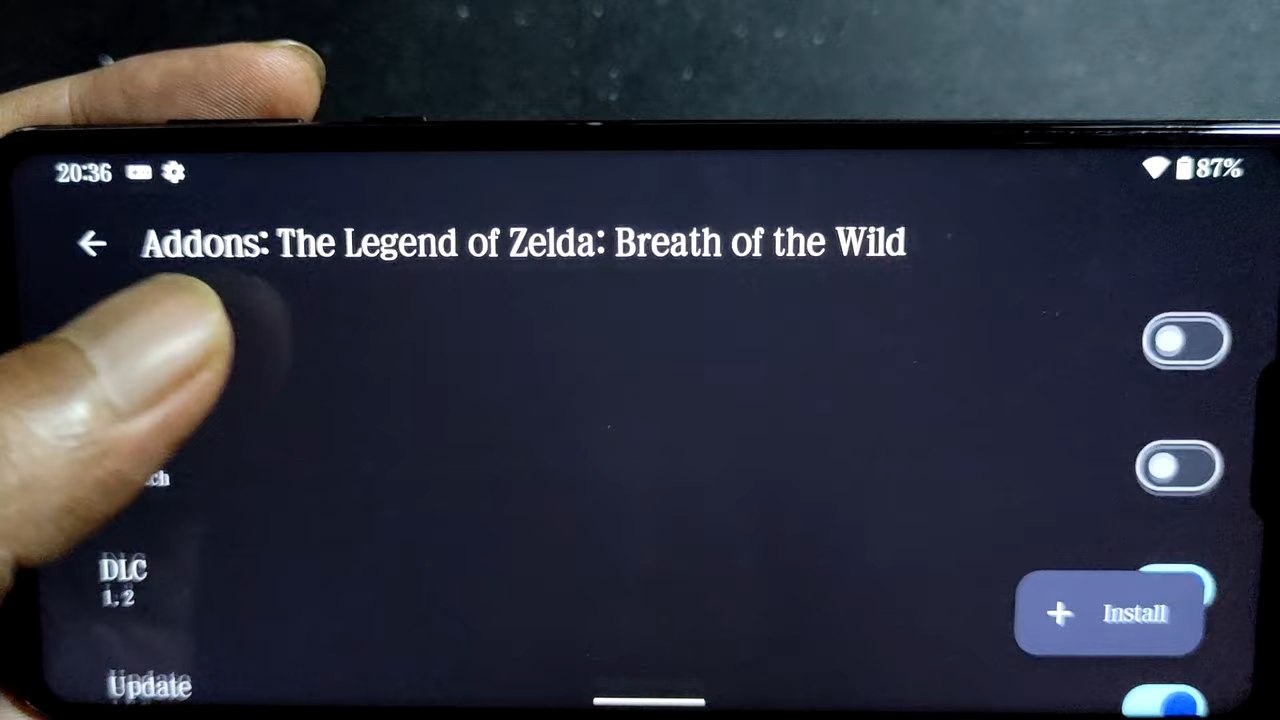 20:36
87%
Addons: The Legend of Zelda: Breath of the Wild
DLC
1, 2
Install
Update